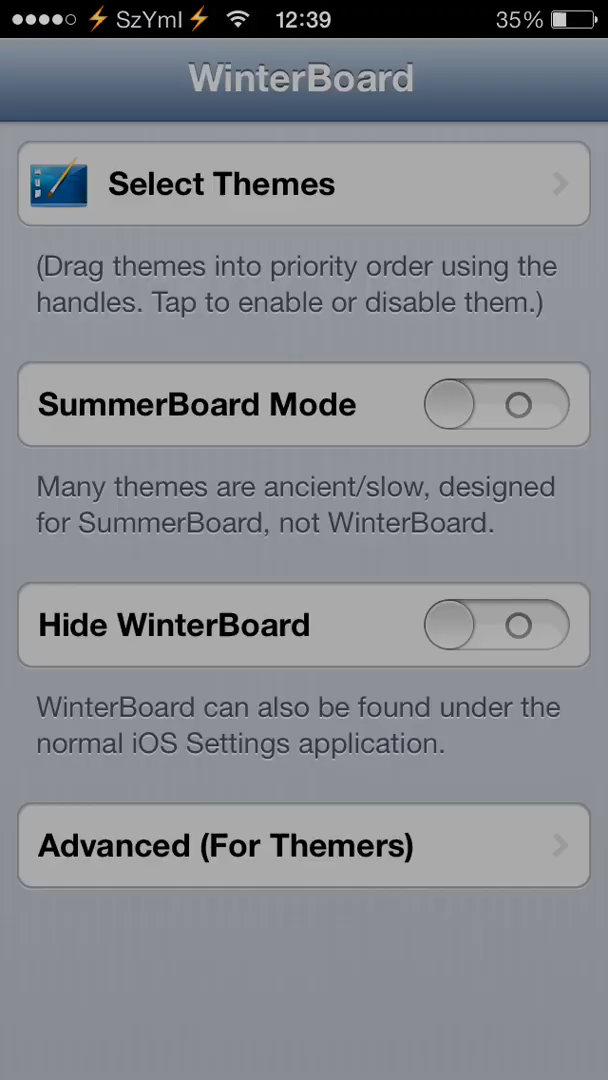 ⚡ SzYmI ⚡ 12:39 35%
WinterBoard
Select Themes
(Drag themes into priority order using the
handles. Tap to enable or disable them.)
SummerBoard Mode
Many themes are ancient/slow, designed
for SummerBoard, not WinterBoard.
Hide WinterBoard
WinterBoard can also be found under the
normal iOS Settings application.
Advanced (For Themers)